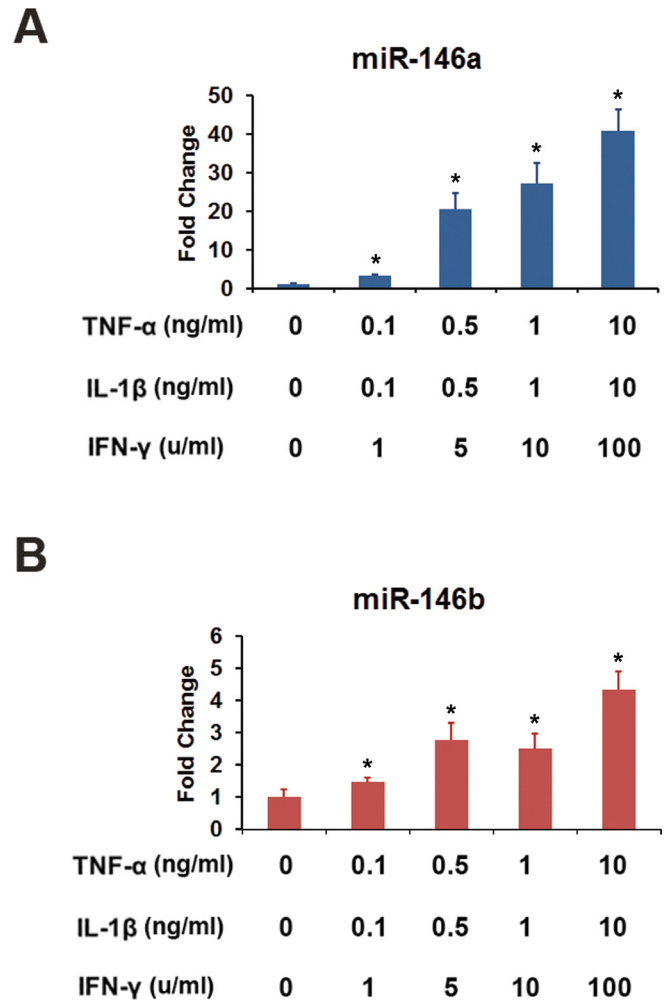 A
miR-146a
Fold Change
50
40
30
20
10
0
*
*
*
*
TNF-α (ng/ml) 0 0.1 0.5 1 10
IL-1β (ng/ml) 0 0.1 0.5 1 10
IFN-γ (u/ml) 0 1 5 10 100
B
miR-146b
Fold Change
6
5
4
3
2
1
0
*
*
*
*
TNF-α (ng/ml) 0 0.1 0.5 1 10
IL-1β (ng/ml) 0 0.1 0.5 1 10
IFN-γ (u/ml) 0 1 5 10 100